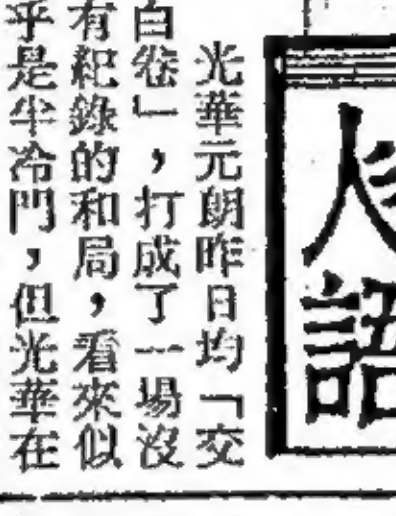 人語
光華元朗昨日均「交
白卷」，打成了一場沒
有紀錄的和局，看來似
乎是半冷門，但光華在